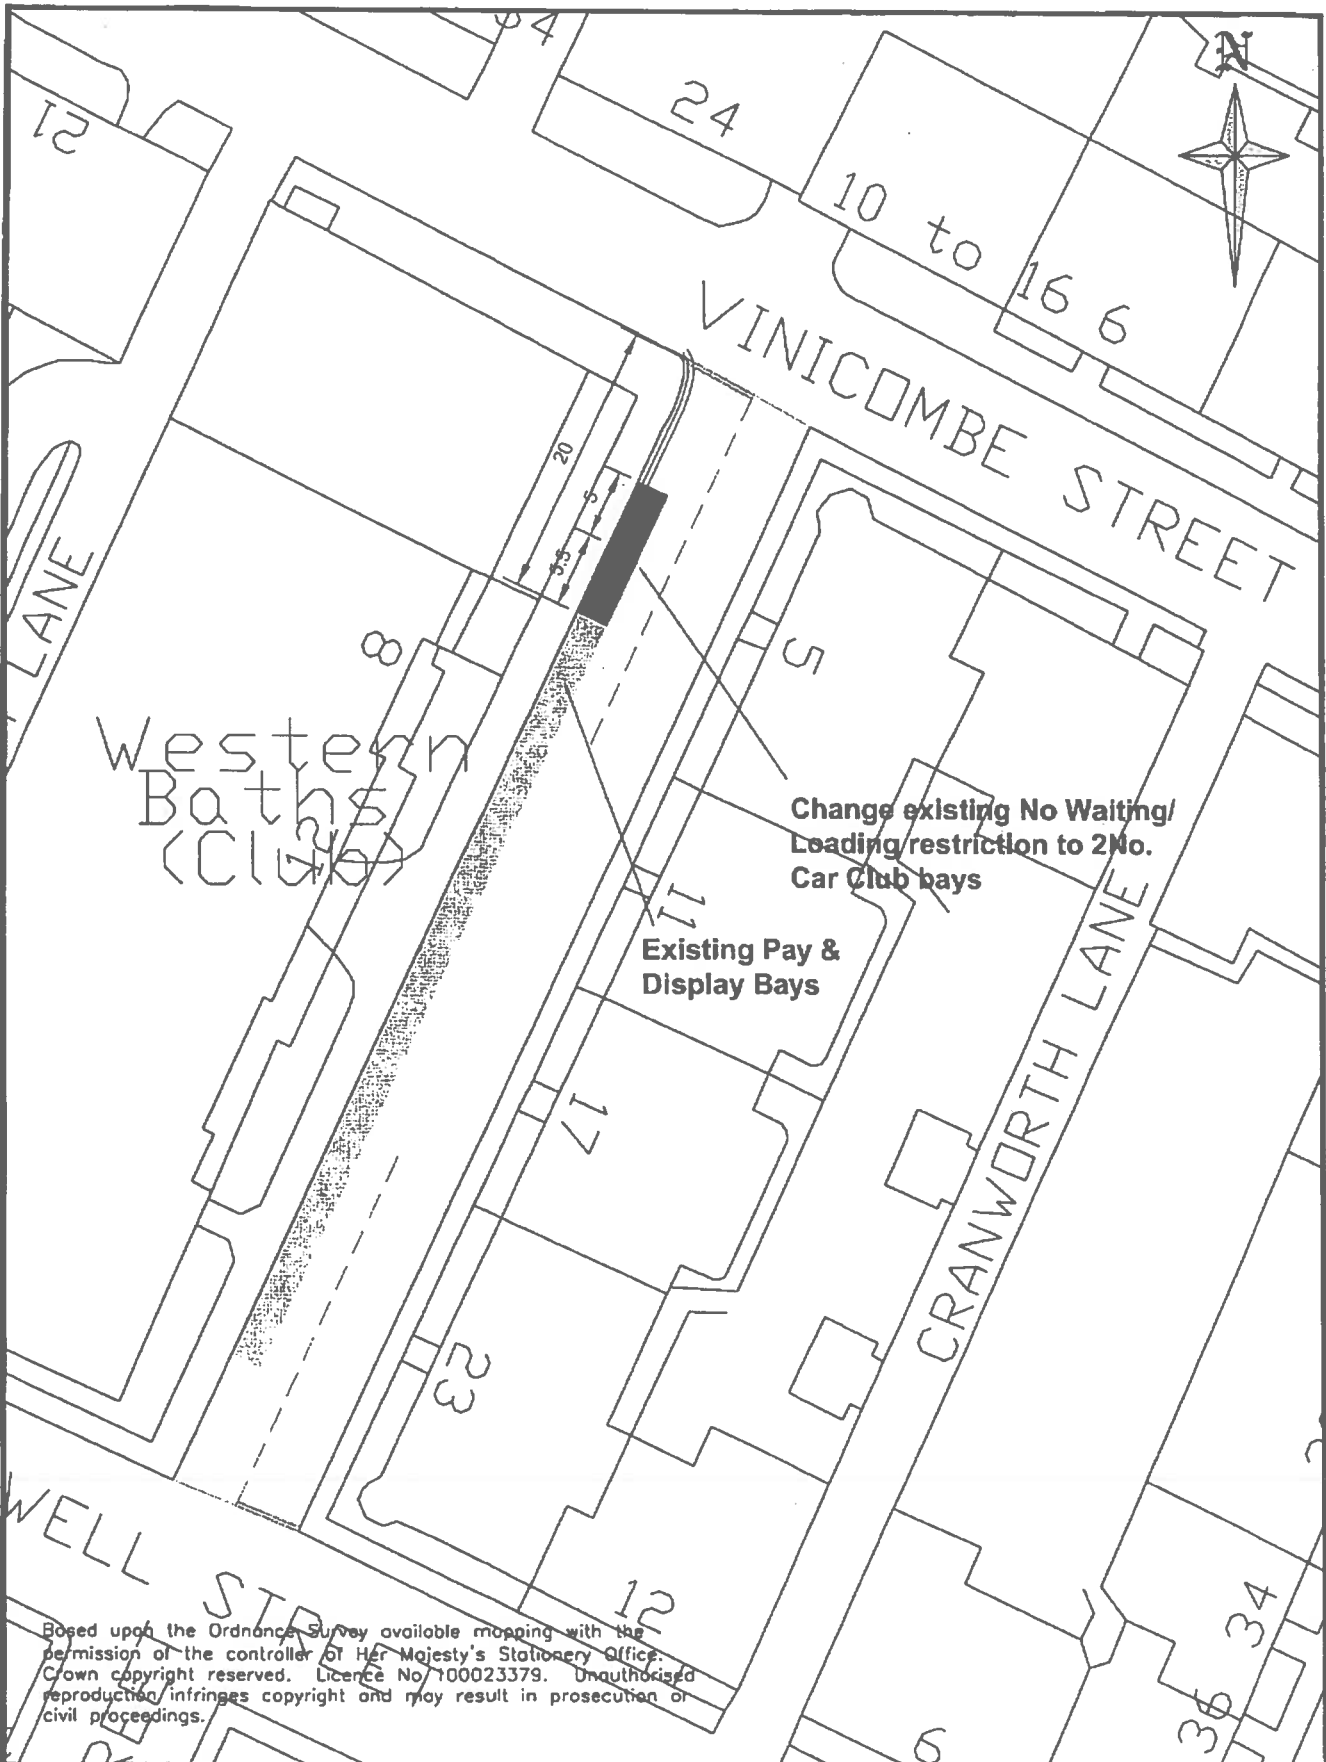 N
24
10 to
16 6
VINICOMBE STREET
21
20
5
5.5
LANE
8
5
Western
Baths
(Club)
12
Change existing No Waiting/
Loading restriction to 2No.
Car Club bays
11
Existing Pay &
Display Bays
17
CRANWORTH LANE
23
WELL STREET
12
34
36
6
Based upon the Ordnance Survey available mapping with the
permission of the controller of Her Majesty's Stationery Office.
Crown copyright reserved. Licence No 100023379. Unauthorised
reproduction infringes copyright and may result in prosecution or
civil proceedings.